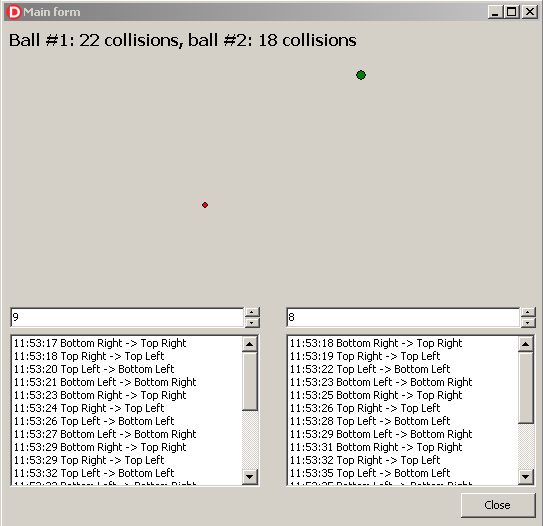 Main form
Ball #1: 22 collisions, ball #2: 18 collisions
9
8
11:53:17 Bottom Right -> Top Right
11:53:18 Top Right -> Top Left
11:53:20 Top Left -> Bottom Left
11:53:21 Bottom Left -> Bottom Right
11:53:23 Bottom Right -> Top Right
11:53:24 Top Right -> Top Left
11:53:26 Top Left -> Bottom Left
11:53:27 Bottom Left -> Bottom Right
11:53:29 Bottom Right -> Top Right
11:53:29 Top Right -> Top Left
11:53:32 Top Left -> Bottom Left
11:53:18 Bottom Right -> Top Right
11:53:19 Top Right -> Top Left
11:53:22 Top Left -> Bottom Left
11:53:23 Bottom Left -> Bottom Right
11:53:25 Bottom Right -> Top Right
11:53:26 Top Right -> Top Left
11:53:28 Top Left -> Bottom Left
11:53:29 Bottom Left -> Bottom Right
11:53:31 Bottom Right -> Top Right
11:53:32 Top Right -> Top Left
11:53:35 Top Left -> Bottom Left
Close